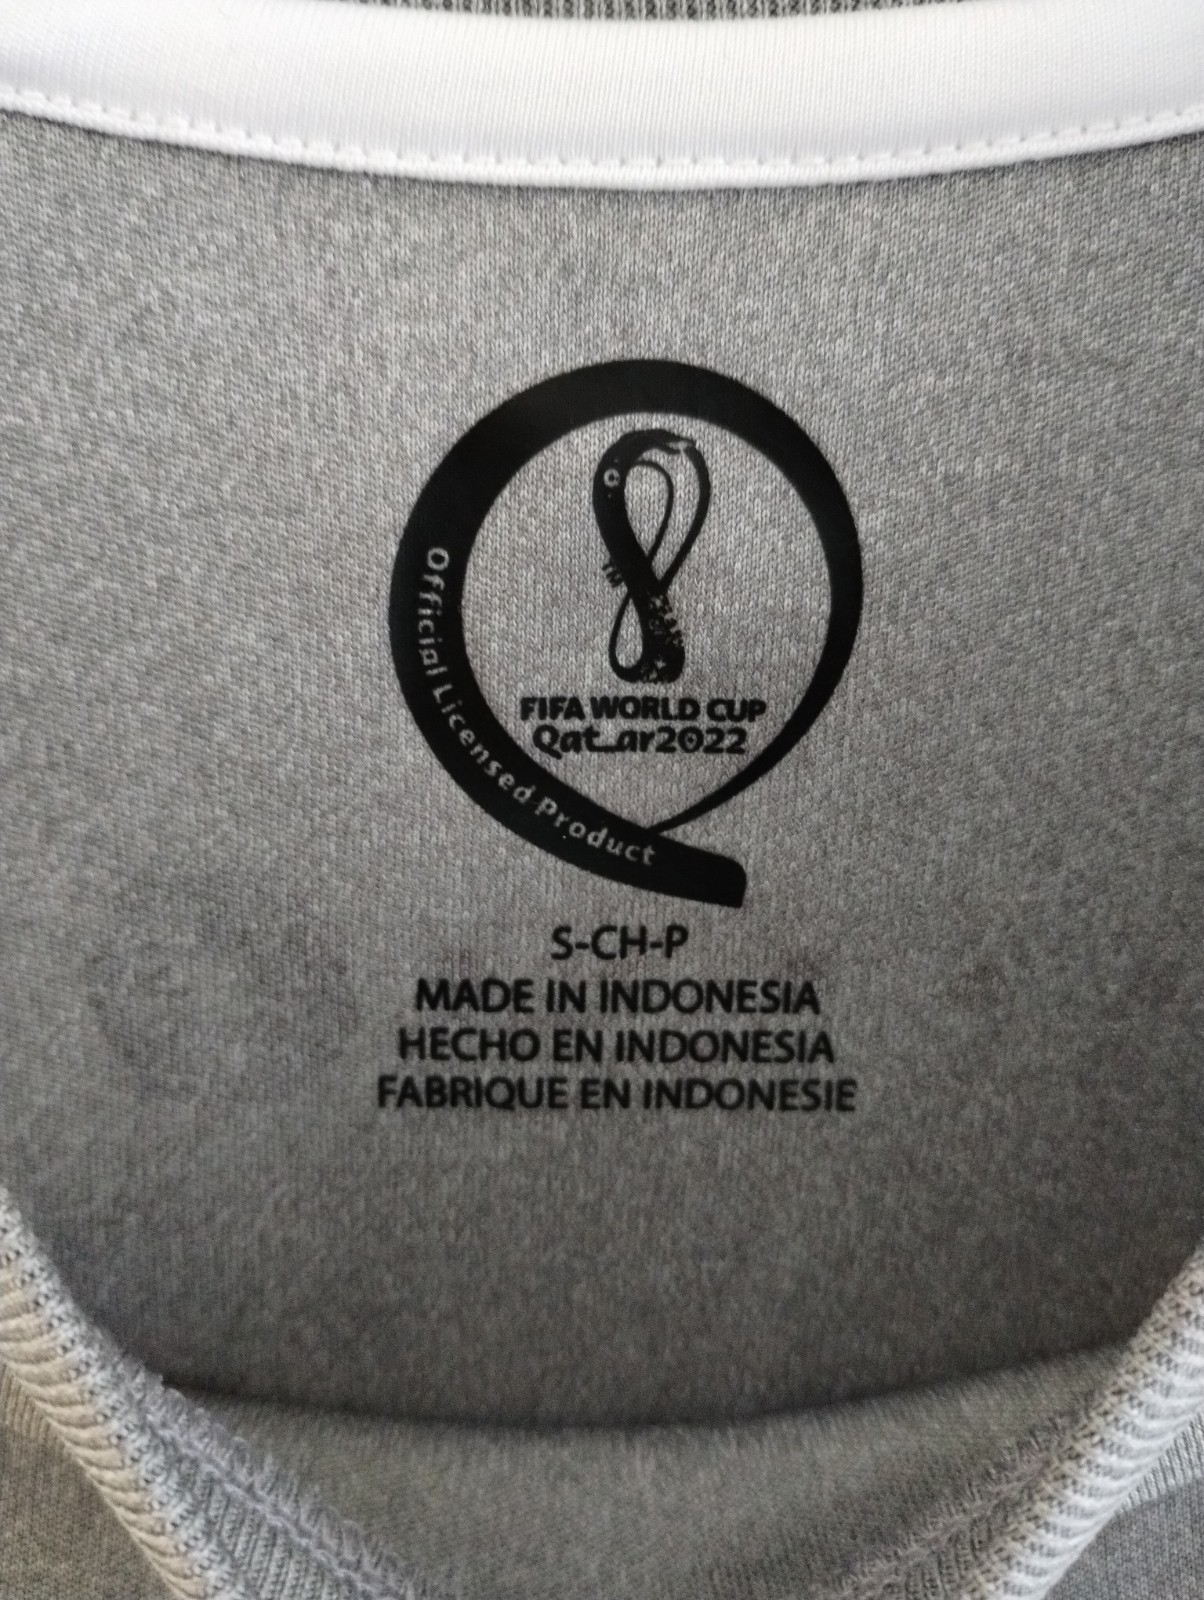 FIFA WORLD CUP
Qatar2022
Official Licensed Product
S-CH-P
MADE IN INDONESIA
HECHO EN INDONESIA
FABRIQUE EN INDONESIE